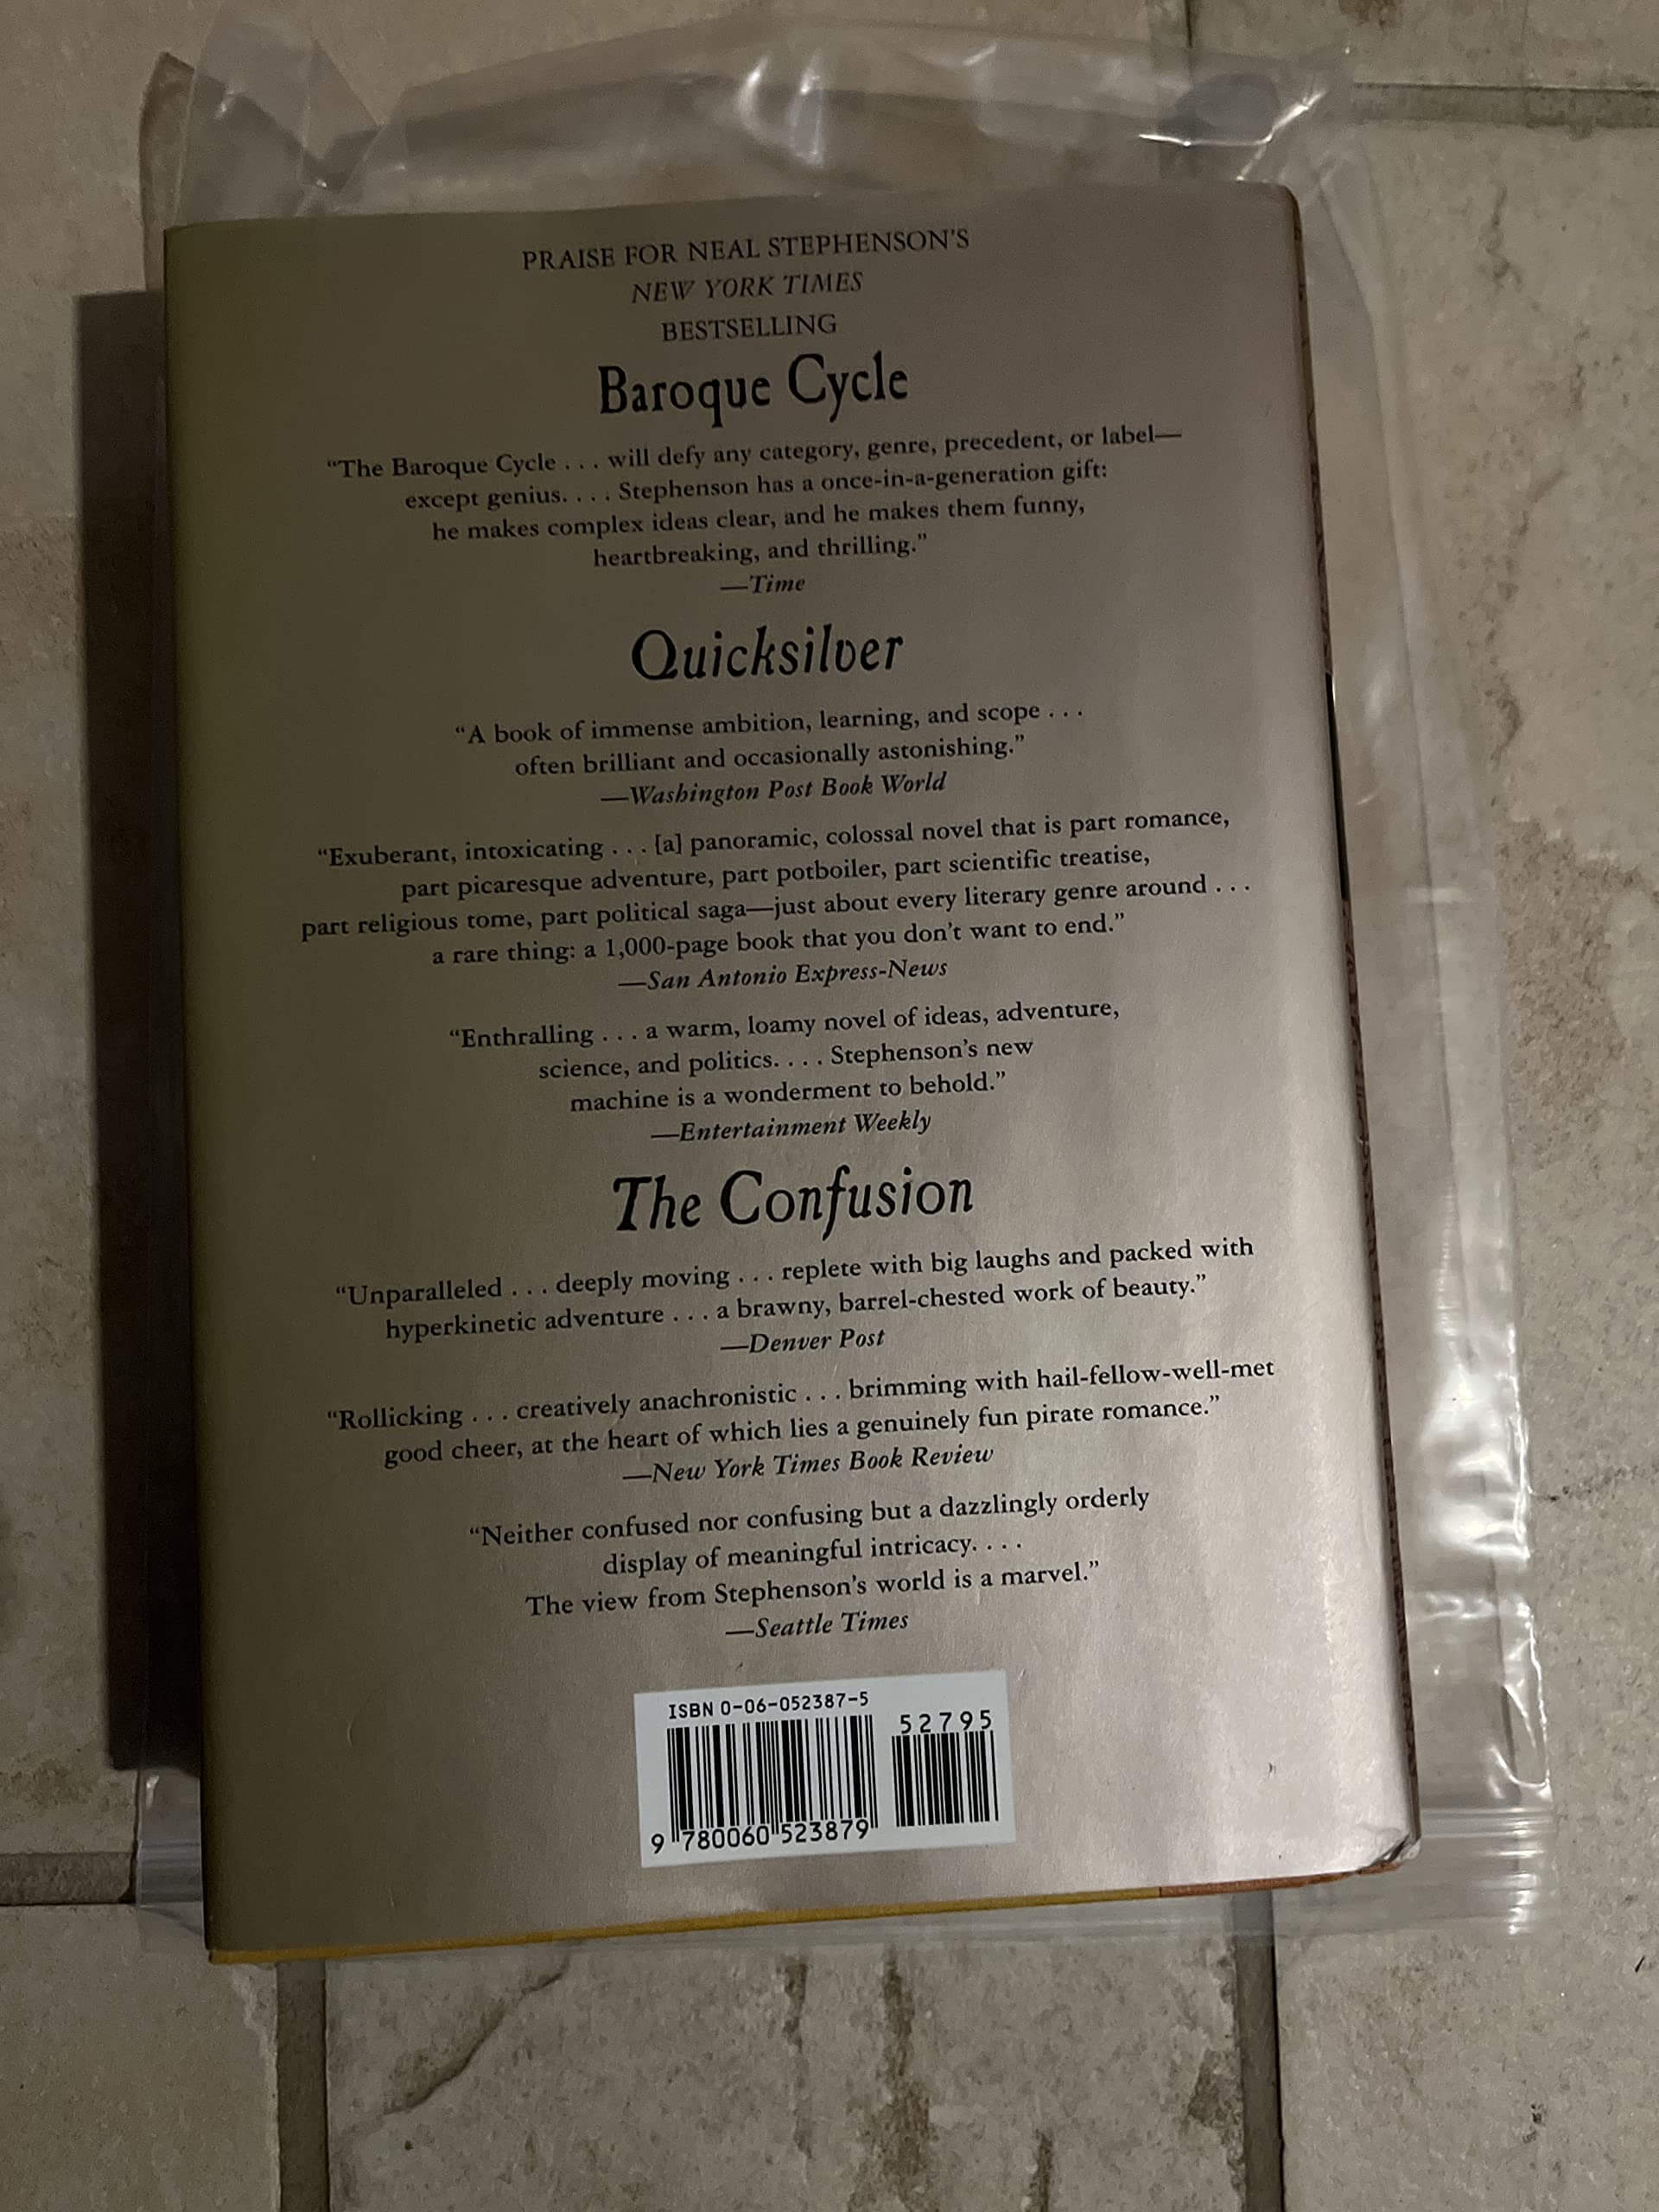 PRAISE FOR NEAL STEPHENSON'S
NEW YORK TIMES
BESTSELLING
Baroque Cycle
“The Baroque Cycle . . . will defy any category, genre, precedent, or label—
except genius. . . . Stephenson has a once-in-a-generation gift:
he makes complex ideas clear, and he makes them funny,
heartbreaking, and thrilling.”
—Time
Quicksilver
“A book of immense ambition, learning, and scope . . .
often brilliant and occasionally astonishing.”
—Washington Post Book World
“Exuberant, intoxicating . . . [a] panoramic, colossal novel that is part romance,
part picaresque adventure, part potboiler, part scientific treatise,
part religious tome, part political saga—just about every literary genre around . . .
a rare thing: a 1,000-page book that you don’t want to end.”
—San Antonio Express-News
“Enthralling . . . a warm, loamy novel of ideas, adventure,
science, and politics. . . . Stephenson’s new
machine is a wonderment to behold.”
—Entertainment Weekly
The Confusion
“Unparalleled . . . deeply moving . . . replete with big laughs and packed with
hyperkinetic adventure . . . a brawny, barrel-chested work of beauty.”
—Denver Post
“Rollicking . . . creatively anachronistic . . . brimming with hail-fellow-well-met
good cheer, at the heart of which lies a genuinely fun pirate romance.”
—New York Times Book Review
“Neither confused nor confusing but a dazzlingly orderly
display of meaningful intricacy. . . .
The view from Stephenson’s world is a marvel.”
—Seattle Times
ISBN 0-06-052387-5
52795
9 780060 523879